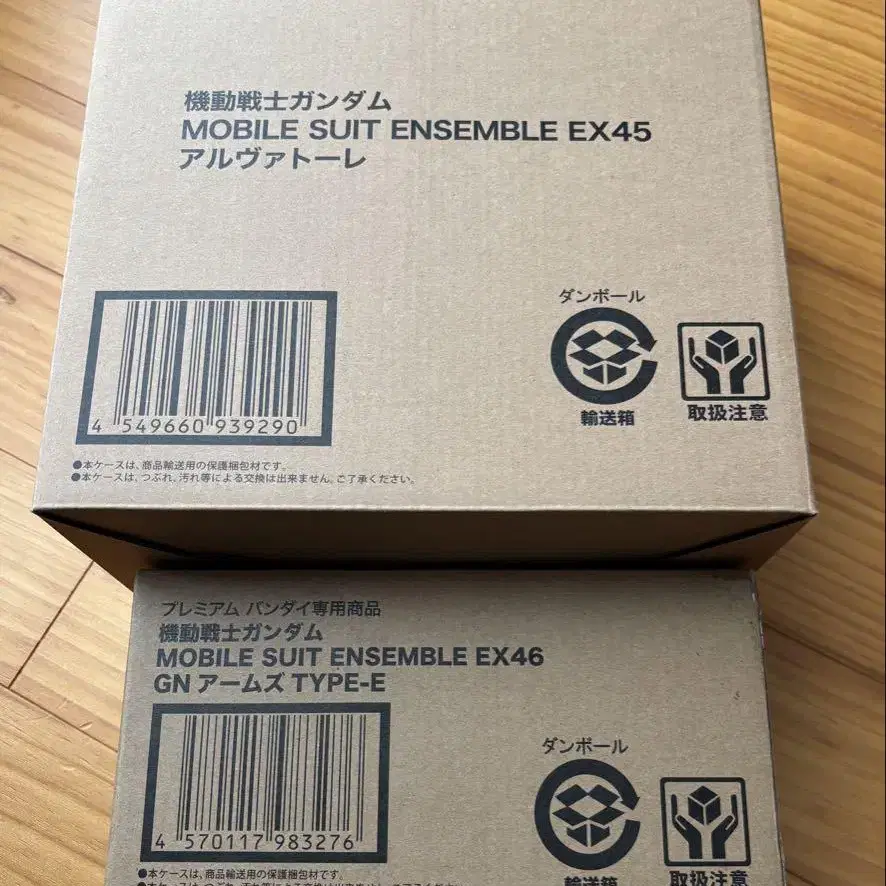 機動戦士ガンダム
MOBILE SUIT ENSEMBLE EX45
アルヴァトーレ
ダンボール
輸送箱
取扱注意
4 549660 939290
●本ケースは、商品輸送用の保護梱包材です。
●本ケースは、つぶれ、汚れ等による交換は出来ません。ご了承ください。
プレミアム バンダイ専用商品
機動戦士ガンダム
MOBILE SUIT ENSEMBLE EX46
GN アームズ TYPE-E
ダンボール
輸送箱
取扱注意
4 570117 983276
●本ケースは、商品輸送用の保護梱包材です。